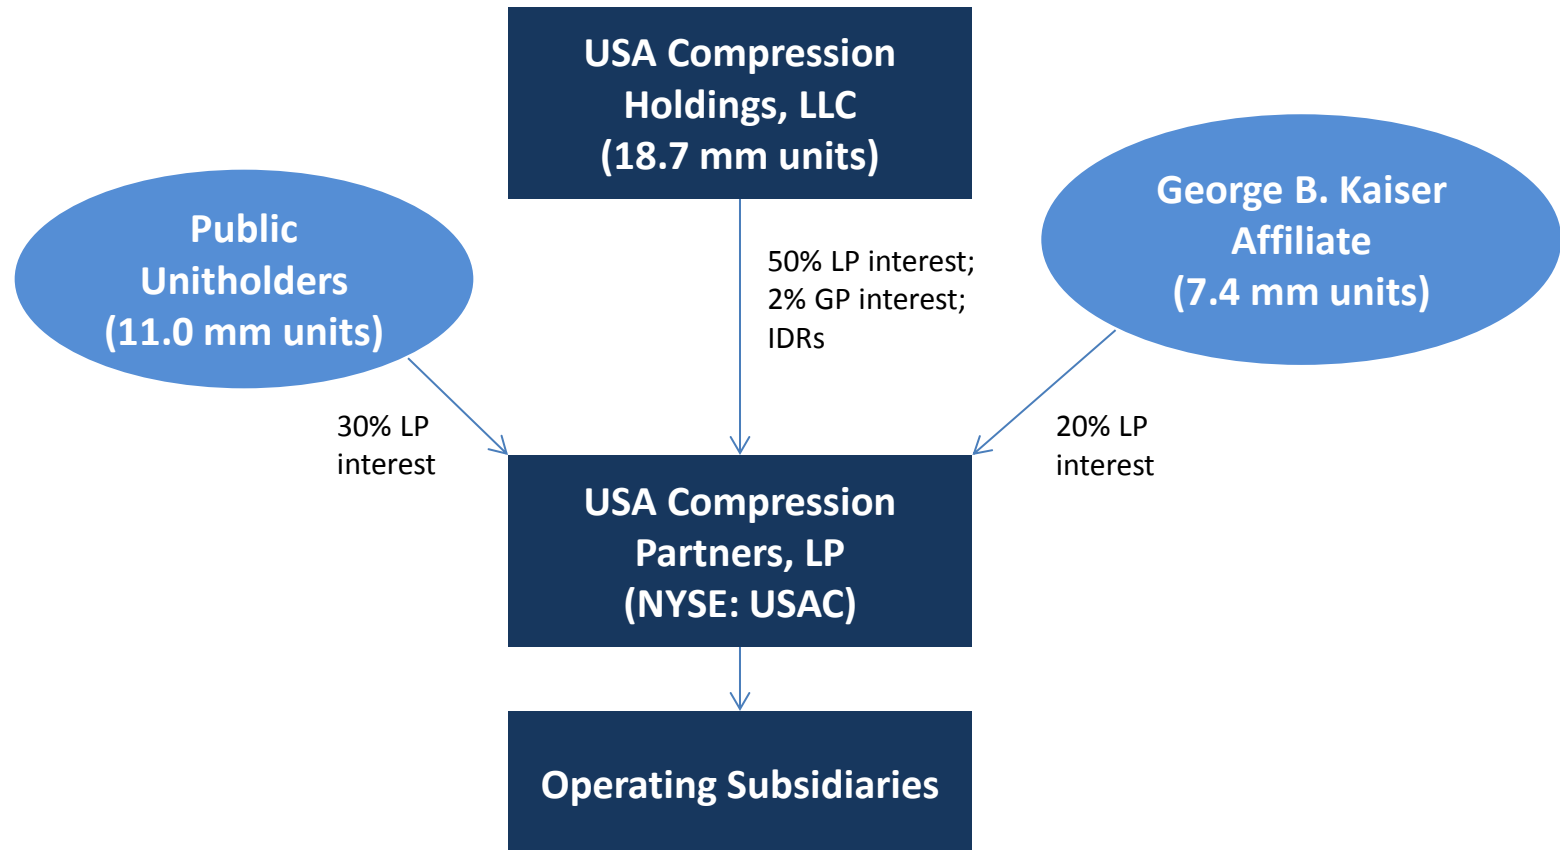 USA Compression
Holdings, LLC
(18.7 mm units)
Public
Unitholders
(11.0 mm units)
George B. Kaiser
Affiliate
(7.4 mm units)
50% LP interest;
2% GP interest;
IDRs
30% LP
interest
20% LP
interest
USA Compression
Partners, LP
(NYSE: USAC)
Operating Subsidiaries